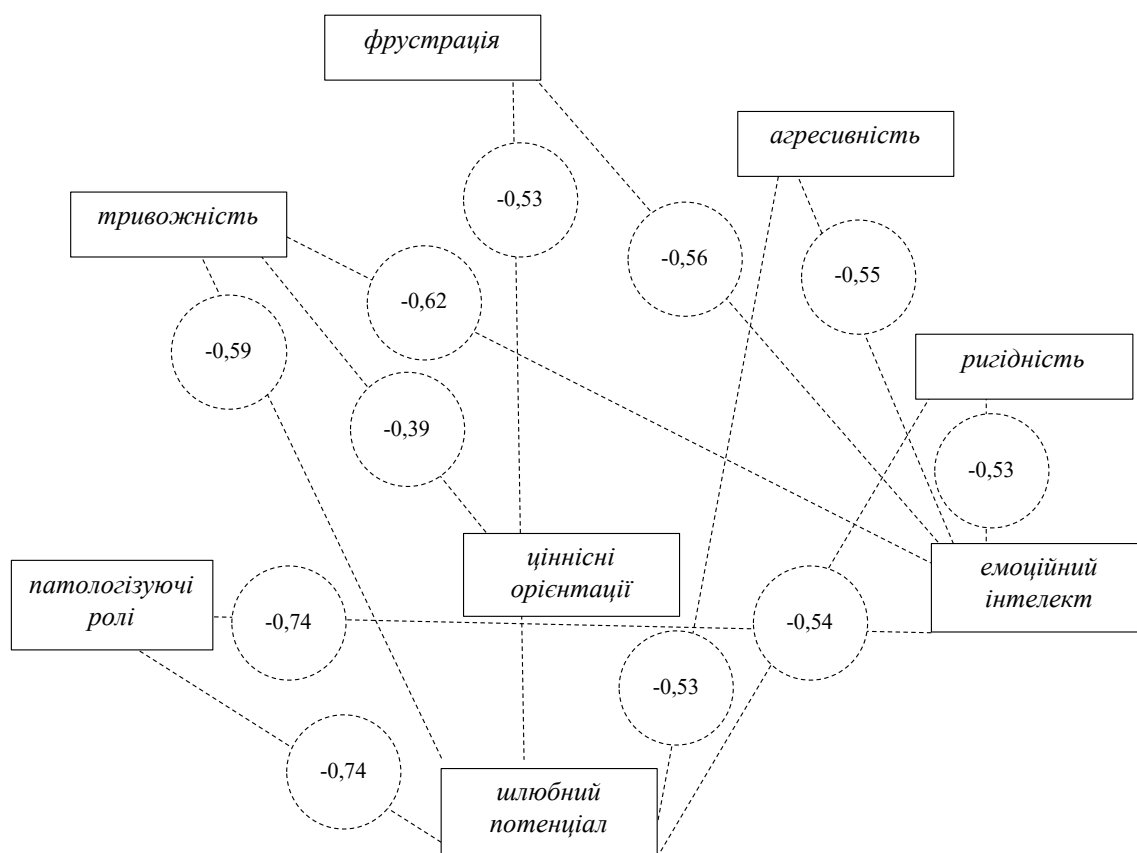 фрустрація
агресивність
-0,53
тривожність
-0,56
-0,55
-0,62
-0,59
ригідність
-0,39
-0,53
ціннісні
орієнтації
емоційний
інтелект
патологізуючі
ролі
-0,74
-0,54
-0,53
-0,74
шлюбний
потенціал